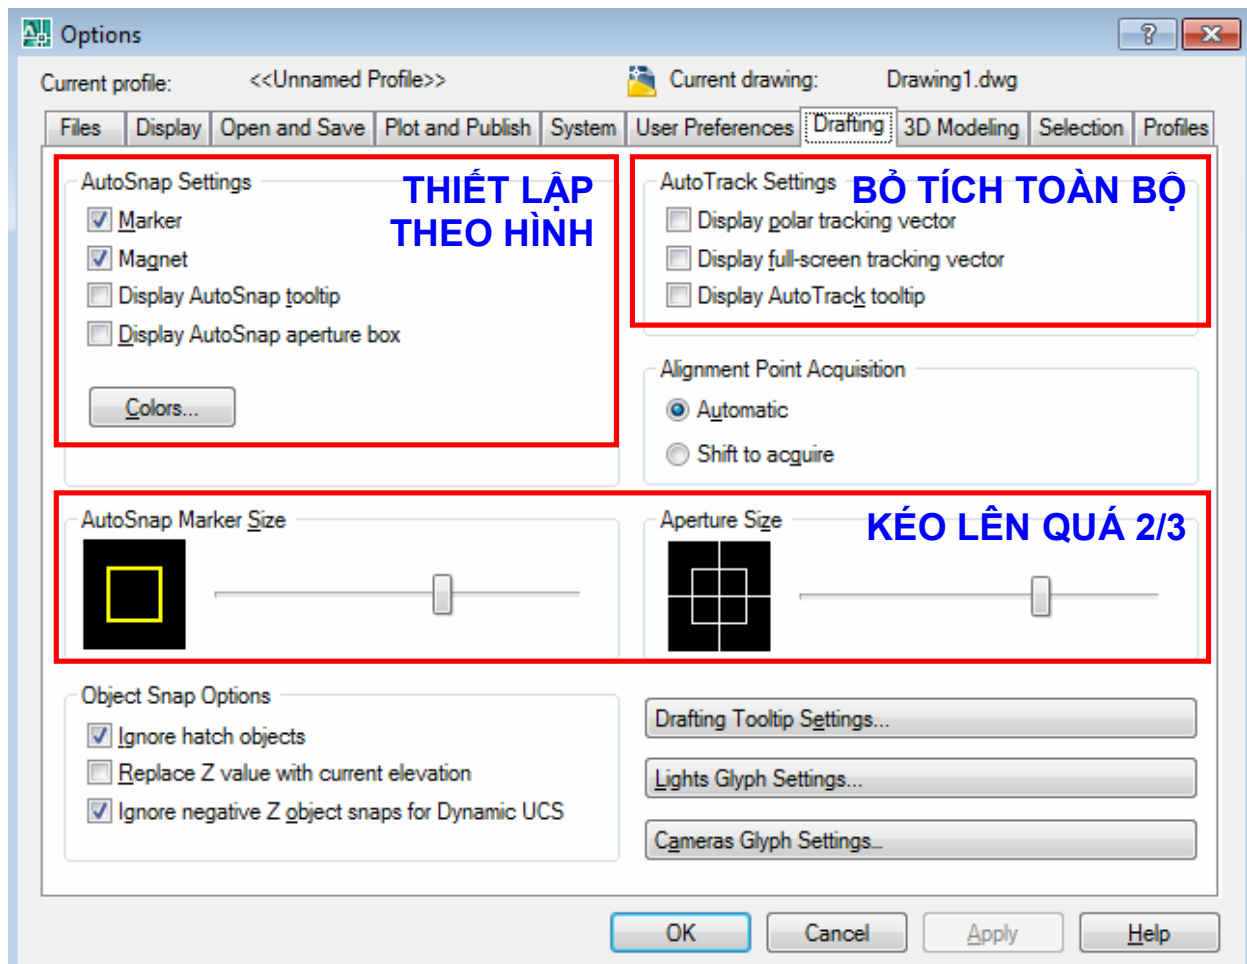 Options
Current profile: <<Unnamed Profile>> Current drawing: Drawing1.dwg
Files Display Open and Save Plot and Publish System User Preferences Drafting 3D Modeling Selection Profiles
AutoSnap Settings
THIẾT LẬP
THEO HÌNH
Marker
Magnet
Display AutoSnap tooltip
Display AutoSnap aperture box
Colors...
AutoTrack Settings
BỎ TÍCH TOÀN BỘ
Display polar tracking vector
Display full-screen tracking vector
Display AutoTrack tooltip
Alignment Point Acquisition
Automatic
Shift to acquire
AutoSnap Marker Size
Aperture Size
KÉO LÊN QUÁ 2/3
Object Snap Options
Ignore hatch objects
Replace Z value with current elevation
Ignore negative Z object snaps for Dynamic UCS
Drafting Tooltip Settings...
Lights Glyph Settings...
Cameras Glyph Settings...
OK Cancel Apply Help